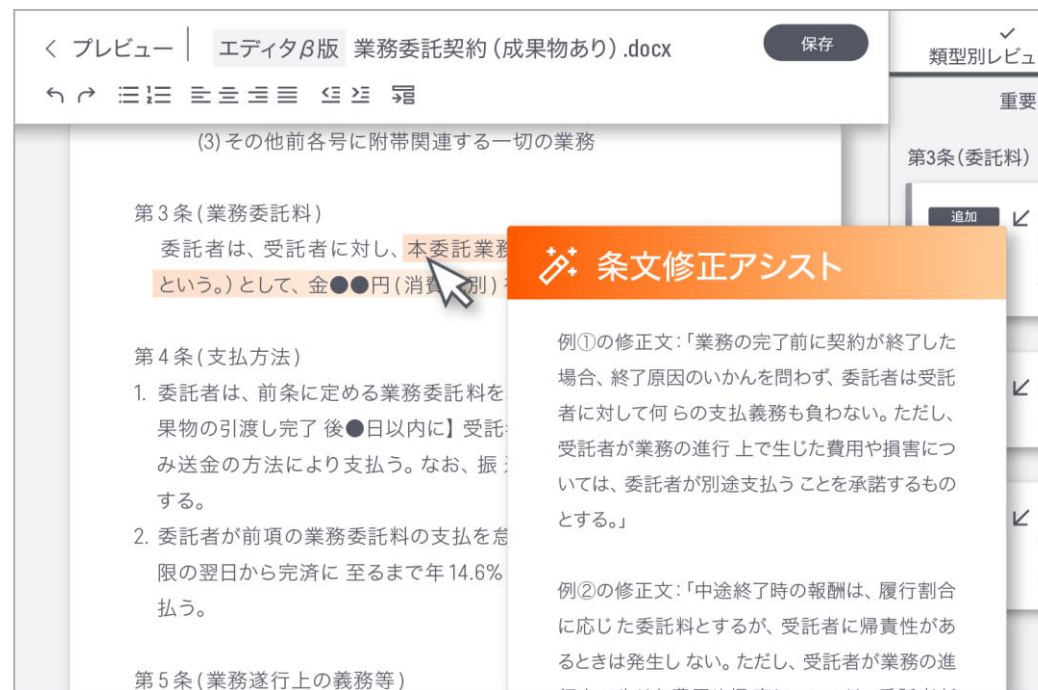 プレビュー
エディタβ版 業務委託契約(成果物あり).docx
保存
類型別レビュ
重要
(3)その他前各号に附帯関連する一切の業務
第3条(業務委託料)
委託者は、受託者に対し、本委託業務
という。)として、金●●円(消費 別)
第4条(支払方法)
1. 委託者は、前条に定める業務委託料を
果物の引渡し完了 後●日以内に】受託
み送金の方法により支払う。なお、振
する。
2. 委託者が前項の業務委託料の支払を怠
限の翌日から完済に 至るまで年14.6%
払う。
第5条(業務遂行上の義務等)
第3条(委託料)
追加
条文修正アシスト
例①の修正文:「業務の完了前に契約が終了した
場合、終了原因のいかんを問わず、委託者は受託
者に対して何らの支払義務も負わない。ただし、
受託者が業務の進行 上で生じた費用や損害につ
いては、委託者が別途支払う ことを承諾するもの
とする。」
例②の修正文:「中途終了時の報酬は、履行割合
に応じた委託料とするが、受託者に帰責性があ
るときは発生し ない。ただし、受託者が業務の進